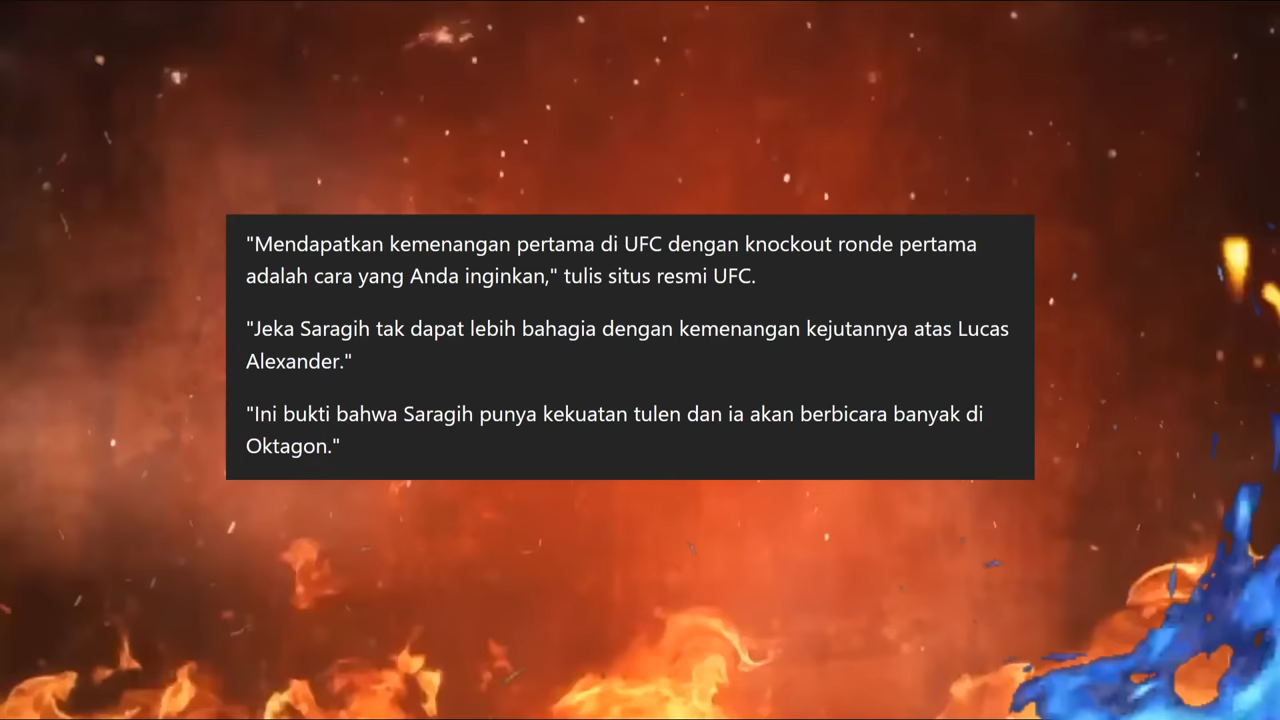 "Mendapatkan kemenangan pertama di UFC dengan knockout ronde pertama
adalah cara yang Anda inginkan," tulis situs resmi UFC.
"Jeka Saragih tak dapat lebih bahagia dengan kemenangan kejutannya atas Lucas
Alexander."
"Ini bukti bahwa Saragih punya kekuatan tulen dan ia akan berbicara banyak di
Oktagon."